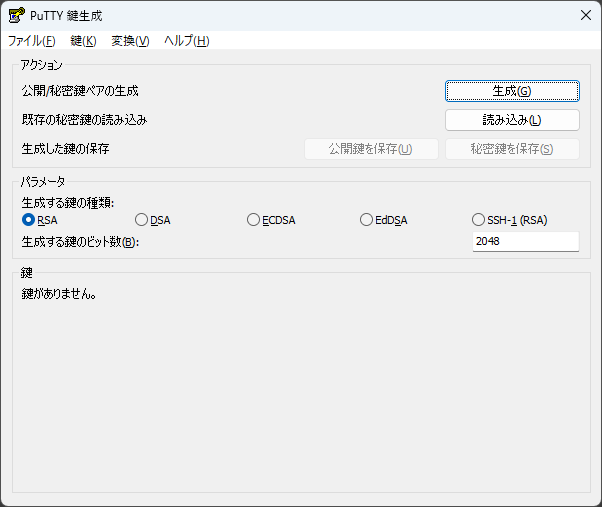 PuTTY 鍵生成
ファイル(F) 鍵(K) 変換(V) ヘルプ(H)
アクション
公開/秘密鍵ペアの生成 生成(G)
既存の秘密鍵の読み込み 読み込み(L)
生成した鍵の保存 公開鍵を保存(U) 秘密鍵を保存(S)
パラメータ
生成する鍵の種類:
RSA DSA ECDSA EdDSA SSH-1 (RSA)
生成する鍵のビット数(B): 2048
鍵
鍵がありません。